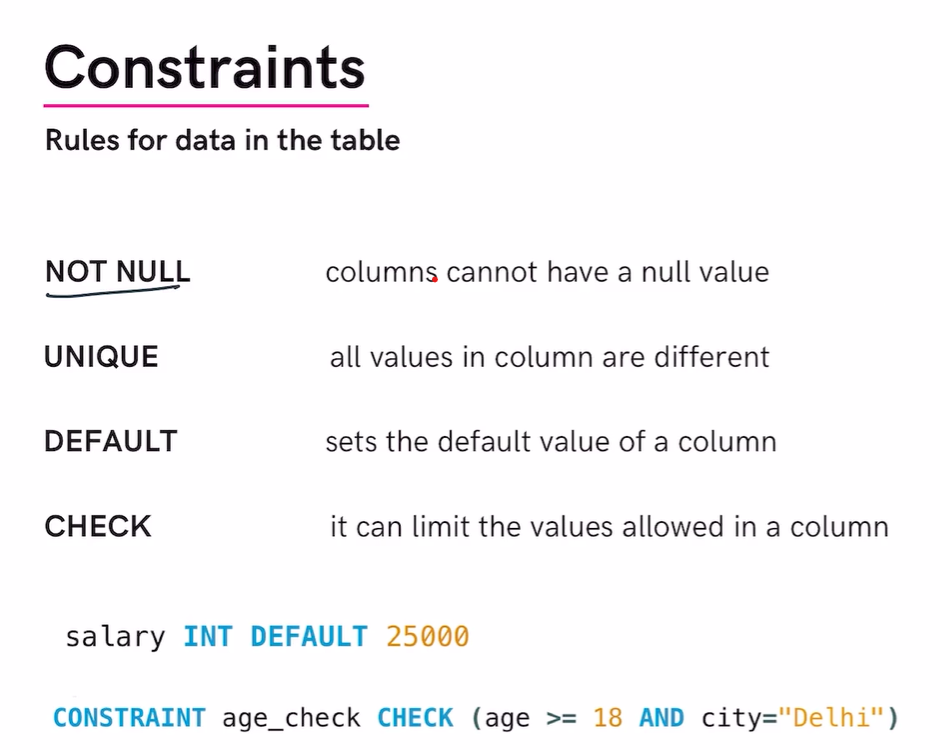 Constraints
Rules for data in the table
NOT NULL columns cannot have a null value
UNIQUE all values in column are different
DEFAULT sets the default value of a column
CHECK it can limit the values allowed in a column
salary INT DEFAULT 25000
CONSTRAINT age_check CHECK (age >= 18 AND city="Delhi")